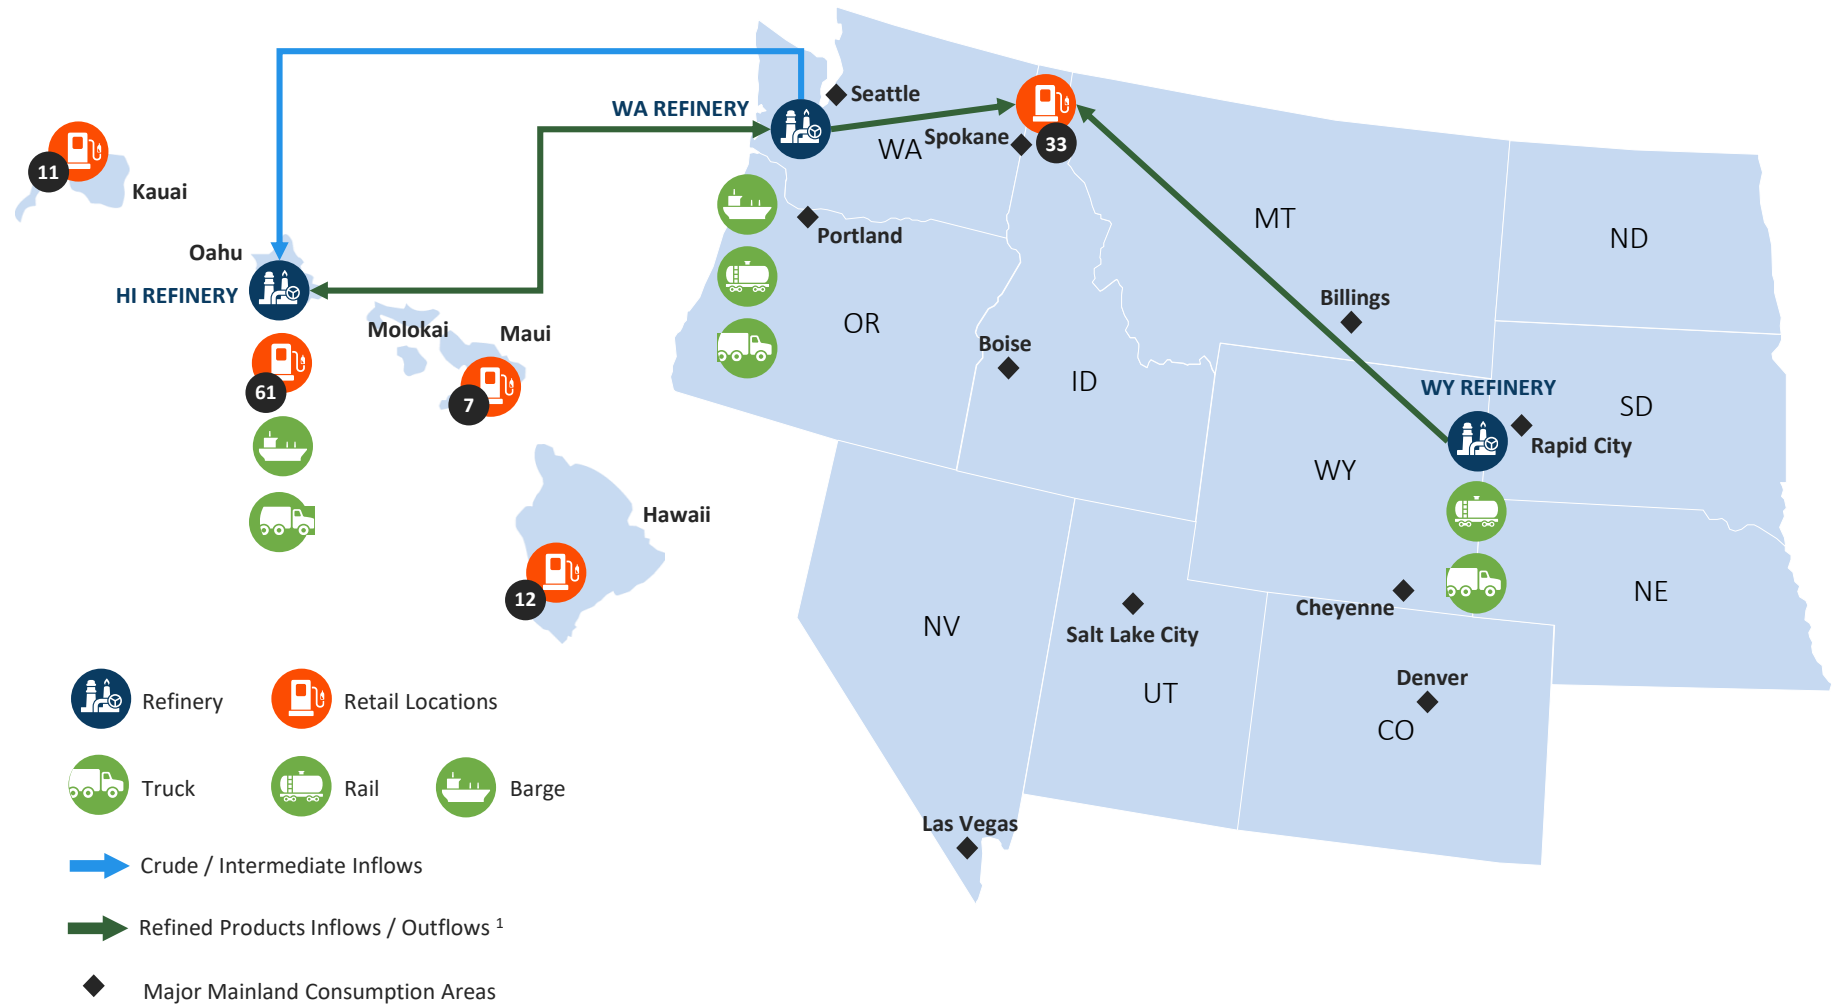 Seattle
WA REFINERY
Spokane
33
WA
11
Kauai
MT
Portland
ND
Oahu
HI REFINERY
Billings
Molokai
Maui
OR
Boise
ID
WY REFINERY
61
7
SD
Rapid City
WY
Hawaii
12
Cheyenne
NE
NV
Salt Lake City
Denver
UT
CO
Refinery
Retail Locations
Truck
Rail
Barge
Las Vegas
Crude / Intermediate Inflows
Refined Products Inflows / Outflows 1
Major Mainland Consumption Areas